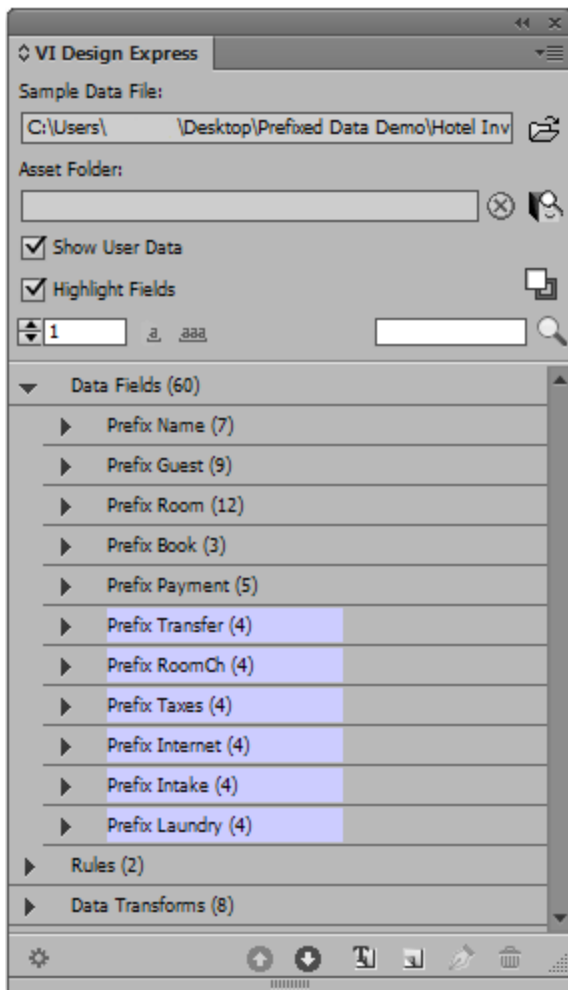 VI Design Express
Sample Data File:
C:\Users\ \Desktop\Prefixed Data Demo\Hotel Inv
Asset Folder:
Show User Data
Highlight Fields
1 a aaa
Data Fields (60)
Prefix Name (7)
Prefix Guest (9)
Prefix Room (12)
Prefix Book (3)
Prefix Payment (5)
Prefix Transfer (4)
Prefix RoomCh (4)
Prefix Taxes (4)
Prefix Internet (4)
Prefix Intake (4)
Prefix Laundry (4)
Rules (2)
Data Transforms (8)
T